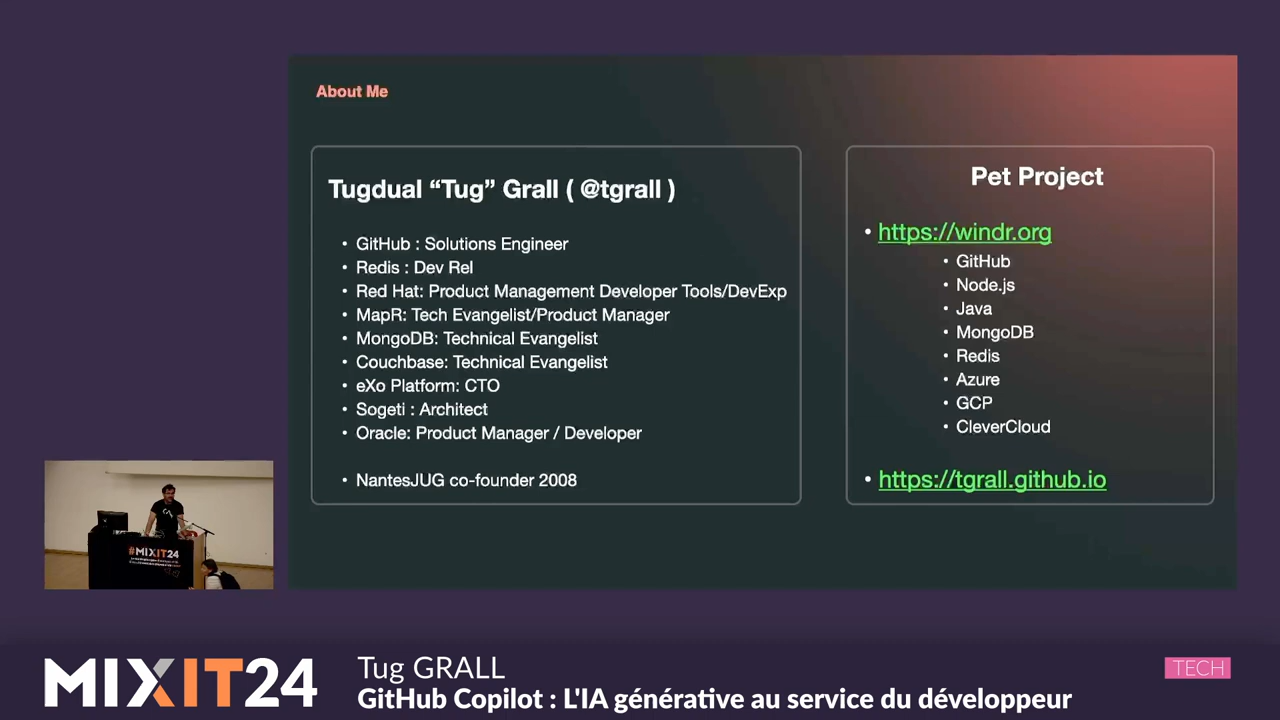 About Me
Tugdual “Tug” Grall ( @tgrall )
• GitHub : Solutions Engineer
• Redis : Dev Rel
• Red Hat: Product Management Developer Tools/DevExp
• MapR: Tech Evangelist/Product Manager
• MongoDB: Technical Evangelist
• Couchbase: Technical Evangelist
• eXo Platform: CTO
• Sogeti : Architect
• Oracle: Product Manager / Developer
• NantesJUG co-founder 2008
Pet Project
• https://windr.org
• GitHub
• Node.js
• Java
• MongoDB
• Redis
• Azure
• GCP
• CleverCloud
• https://tgrall.github.io
#MIXIT24
MIXIT24
Tug GRALL
GitHub Copilot : L'IA générative au service du développeur
TECH